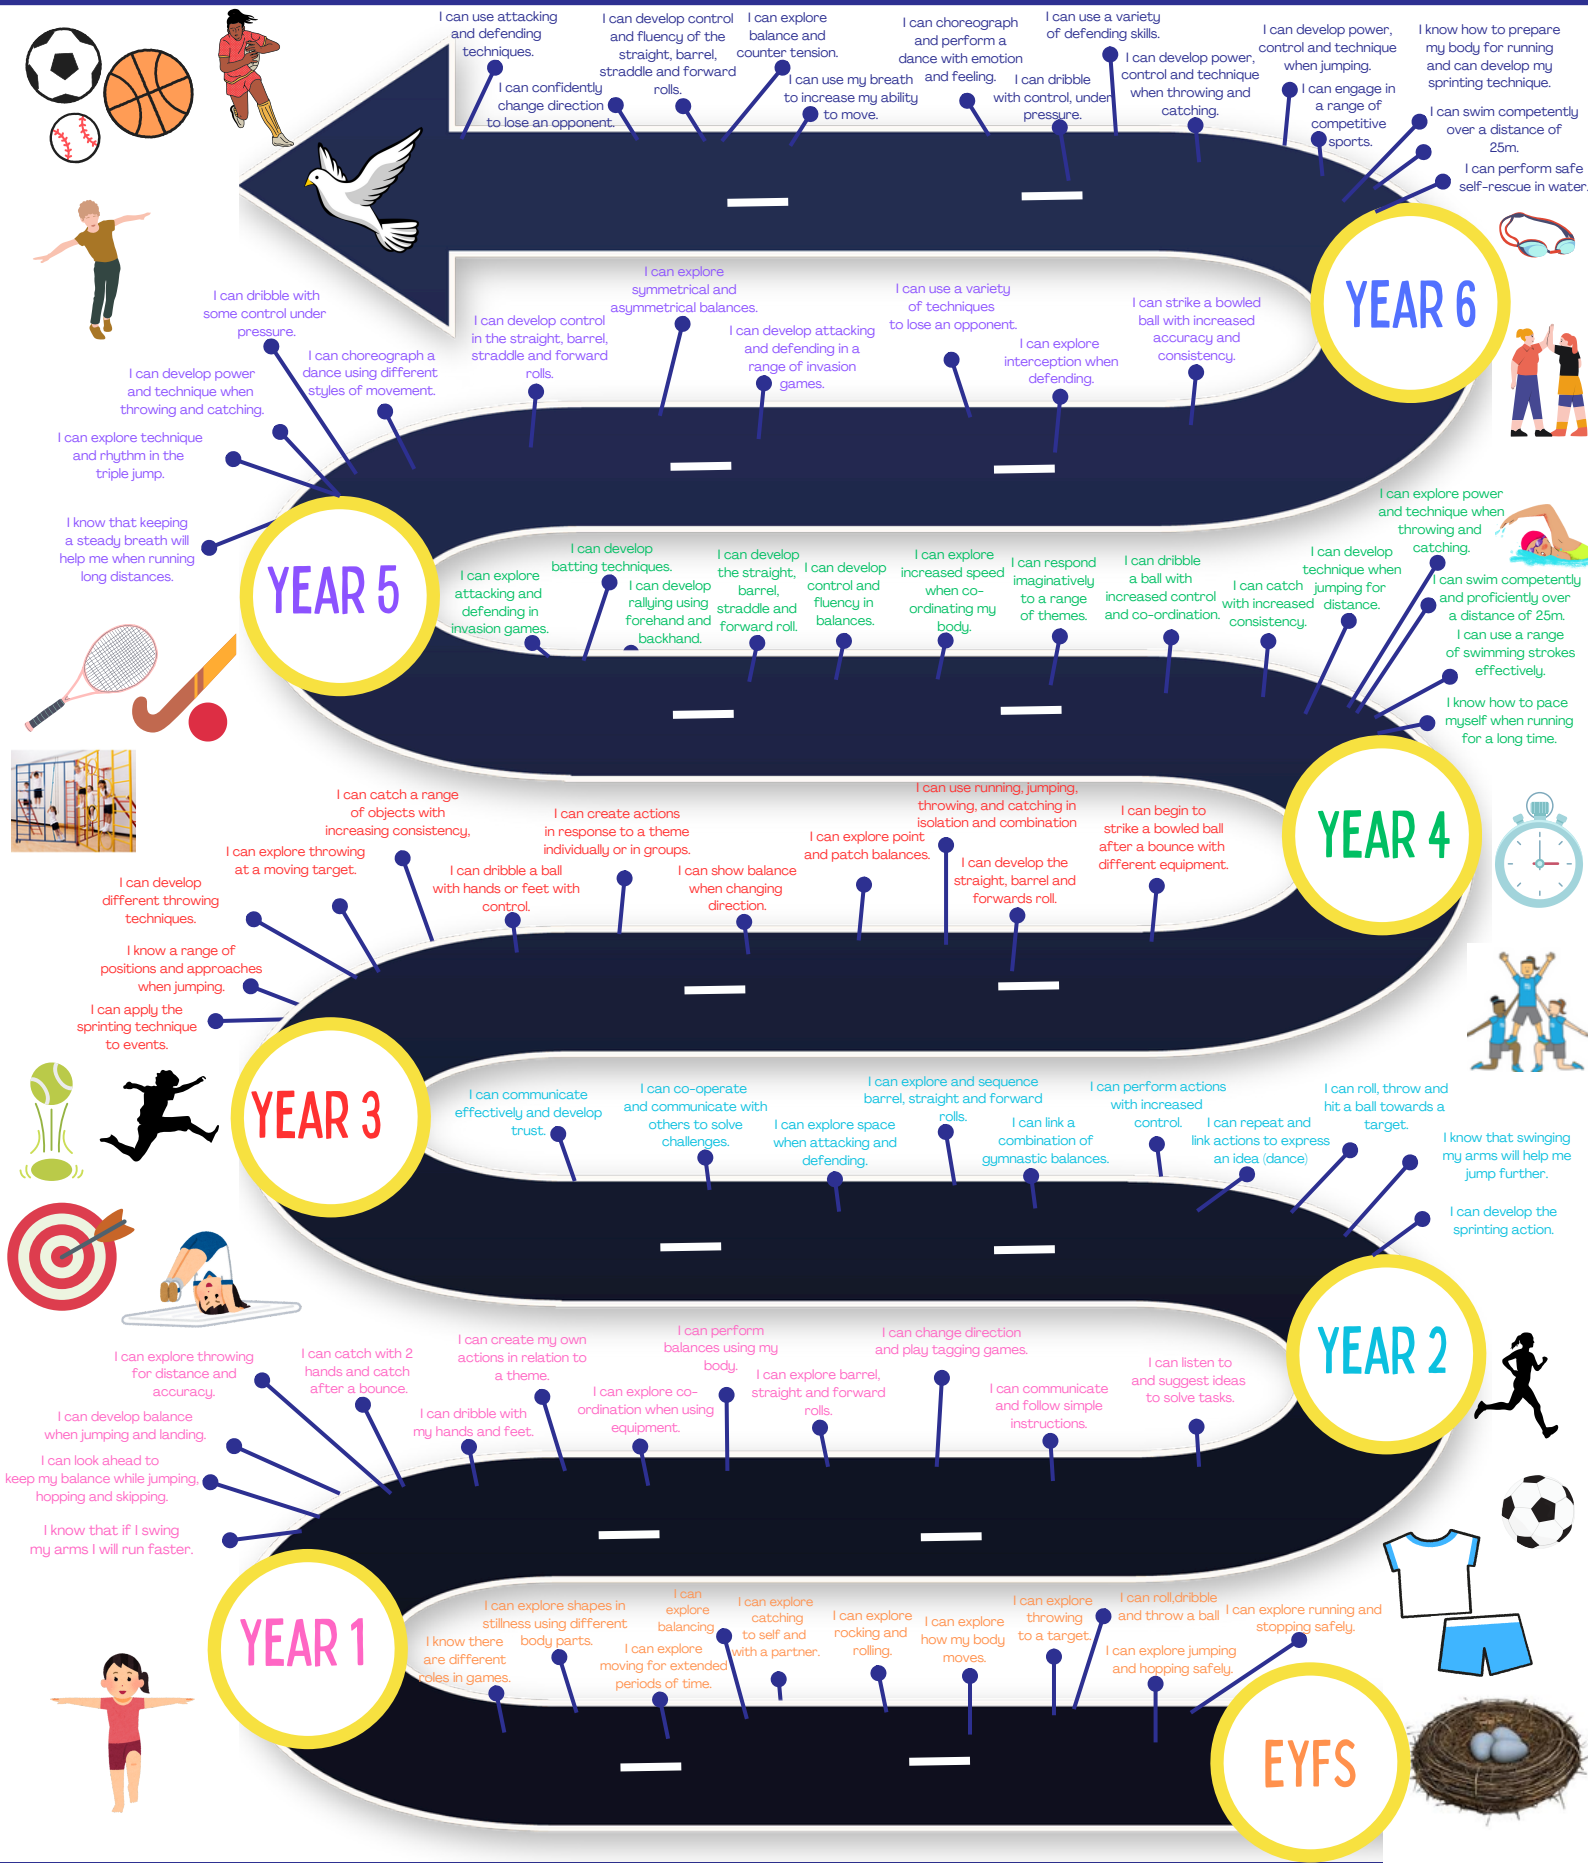 I can use attacking
and defending
techniques.
I can confidently
change direction
to lose an opponent.
I can develop control
and fluency of the
straight, barrel,
straddle and forward
rolls.
I can explore
balance and
counter tension.
I can use my breath
to increase my ability
to move.
I can choreograph
and perform a
dance with emotion
and feeling.
I can dribble
with control, under
pressure.
I can use a variety
of defending skills.
I can develop power,
control and technique
when throwing and
catching.
I can develop power,
control and technique
when jumping.
I can engage in
a range of
competitive
sports.
I know how to prepare
my body for running
and can develop my
sprinting technique.
I can swim competently
over a distance of
25m.
I can perform safe
self-rescue in water.
YEAR 6
I can dribble with
some control under
pressure.
I can choreograph a
dance using different
styles of movement.
I can develop power
and technique when
throwing and catching.
I can explore technique
and rhythm in the
triple jump.
I know that keeping
a steady breath will
help me when running
long distances.
I can develop control
in the straight, barrel,
straddle and forward
rolls.
I can explore
symmetrical and
asymmetrical balances.
I can develop attacking
and defending in a
range of invasion
games.
I can use a variety
of techniques
to lose an opponent.
I can explore
interception when
defending.
I can strike a bowled
ball with increased
accuracy and
consistency.
YEAR 5
I can explore
attacking and
defending in
invasion games.
I can develop
batting techniques.
I can develop
rallying using
forehand and
backhand.
I can develop
the straight,
barrel,
straddle and
forward roll.
I can develop
control and
fluency in
balances.
I can explore
increased speed
when co-
ordinating my
body.
I can respond
imaginatively
to a range
of themes.
I can dribble
a ball with
increased control
and co-ordination.
I can catch
with increased
consistency.
I can develop
technique when
jumping for
distance.
I can explore power
and technique when
throwing and
catching.
I can swim competently
and proficiently over
a distance of 25m.
I can use a range
of swimming strokes
effectively.
I know how to pace
myself when running
for a long time.
YEAR 4
I can catch a range
of objects with
increasing consistency,
I can explore throwing
at a moving target.
I can develop
different throwing
techniques.
I know a range of
positions and approaches
when jumping.
I can apply the
sprinting technique
to events.
I can dribble a ball
with hands or feet with
control.
I can create actions
in response to a theme
individually or in groups.
I can show balance
when changing
direction.
I can explore point
and patch balances.
I can use running, jumping,
throwing, and catching in
isolation and combination
I can develop the
straight, barrel and
forwards roll.
I can begin to
strike a bowled ball
after a bounce with
different equipment.
YEAR 3
I can communicate
effectively and develop
trust.
I can co-operate
and communicate with
others to solve
challenges.
I can explore space
when attacking and
defending.
I can explore and sequence
barrel, straight and forward
rolls.
I can link a
combination of
gymnastic balances.
I can perform actions
with increased
control.
I can repeat and
link actions to express
an idea (dance)
I can roll, throw and
hit a ball towards a
target.
I know that swinging
my arms will help me
jump further.
I can develop the
sprinting action.
YEAR 2
I can explore throwing
for distance and
accuracy.
I can catch with 2
hands and catch
after a bounce.
I can develop balance
when jumping and landing.
I can look ahead to
keep my balance while jumping,
hopping and skipping.
I know that if I swing
my arms I will run faster.
I can dribble with
my hands and feet.
I can create my own
actions in relation to
a theme.
I can explore co-
ordination when using
equipment.
I can perform
balances using my
body.
I can explore barrel,
straight and forward
rolls.
I can change direction
and play tagging games.
I can communicate
and follow simple
instructions.
I can listen to
and suggest ideas
to solve tasks.
YEAR 1
I know there
are different
roles in games.
I can explore shapes in
stillness using different
body parts.
I can explore
moving for extended
periods of time.
I can
explore
balancing
I can explore
catching
to self and
with a partner.
I can explore
rocking and
rolling.
I can explore
how my body
moves.
I can explore
throwing
to a target.
I can roll,dribble
and throw a ball
I can explore jumping
and hopping safely.
I can explore running and
stopping safely.
EYFS